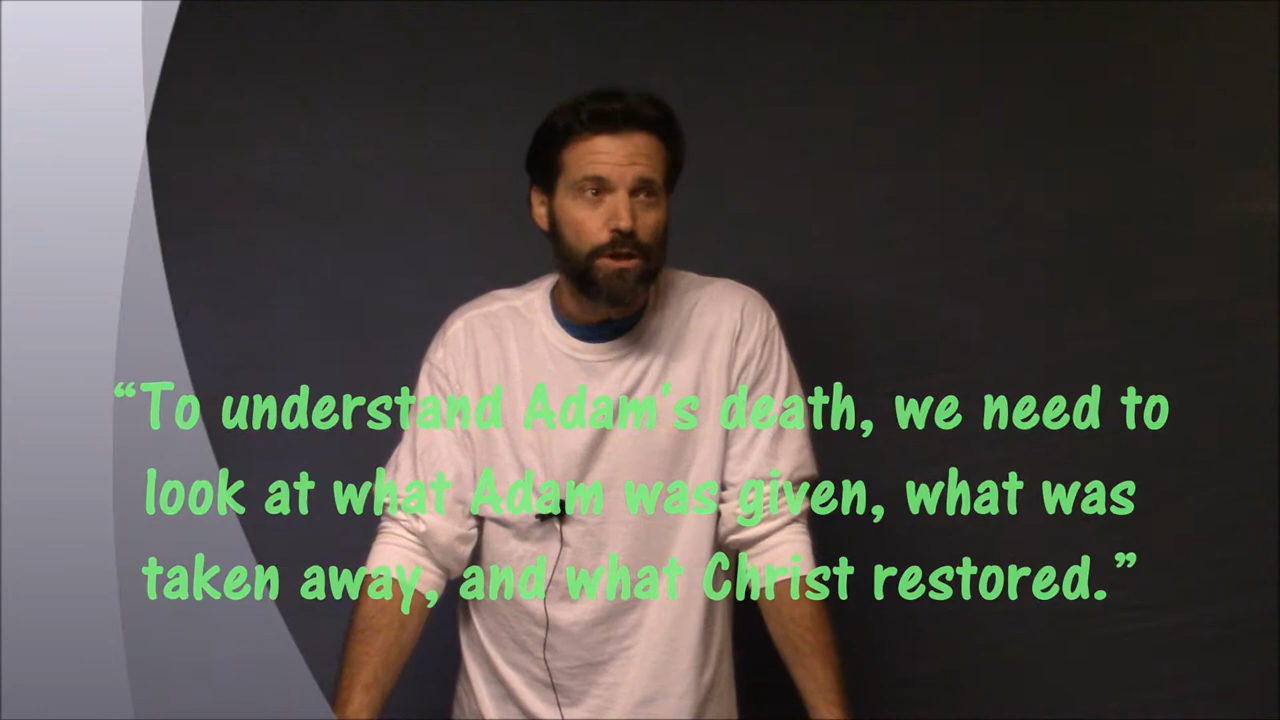 “To understand Adam's death, we need to
look at what Adam was given, what was
taken away, and what Christ restored.”